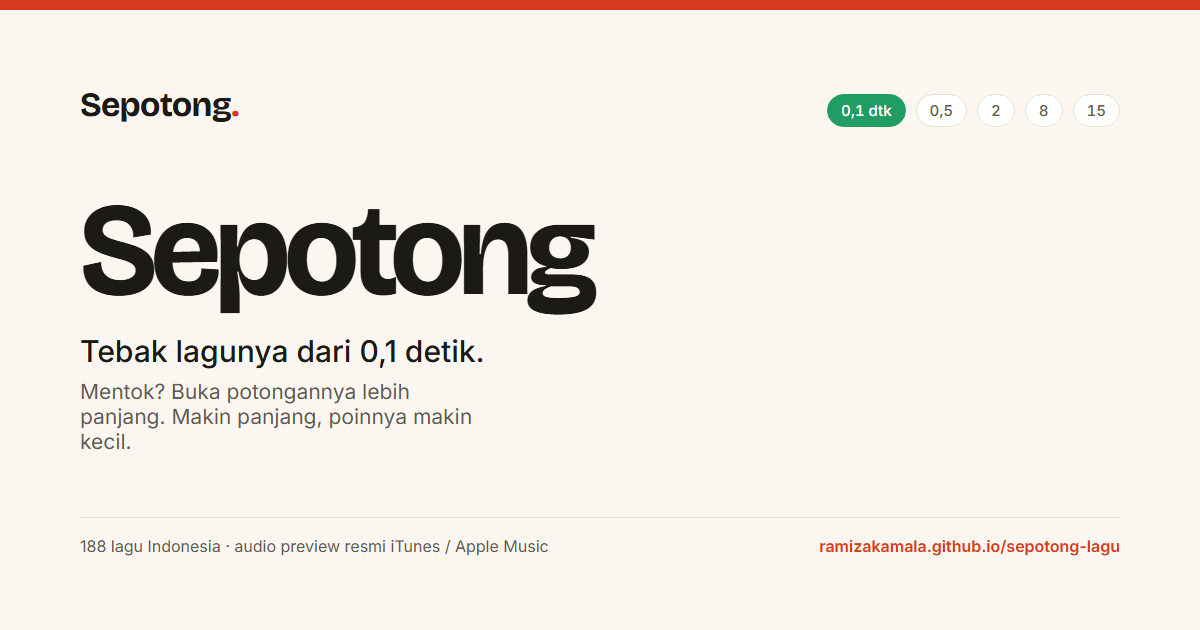 Sepotong.
0,1 dtk 0,5 2 8 15
Sepotong
Tebak lagunya dari 0,1 detik.
Mentok? Buka potongannya lebih
panjang. Makin panjang, poinnya makin
kecil.
188 lagu Indonesia · audio preview resmi iTunes / Apple Music
ramizakamala.github.io/sepotong-lagu